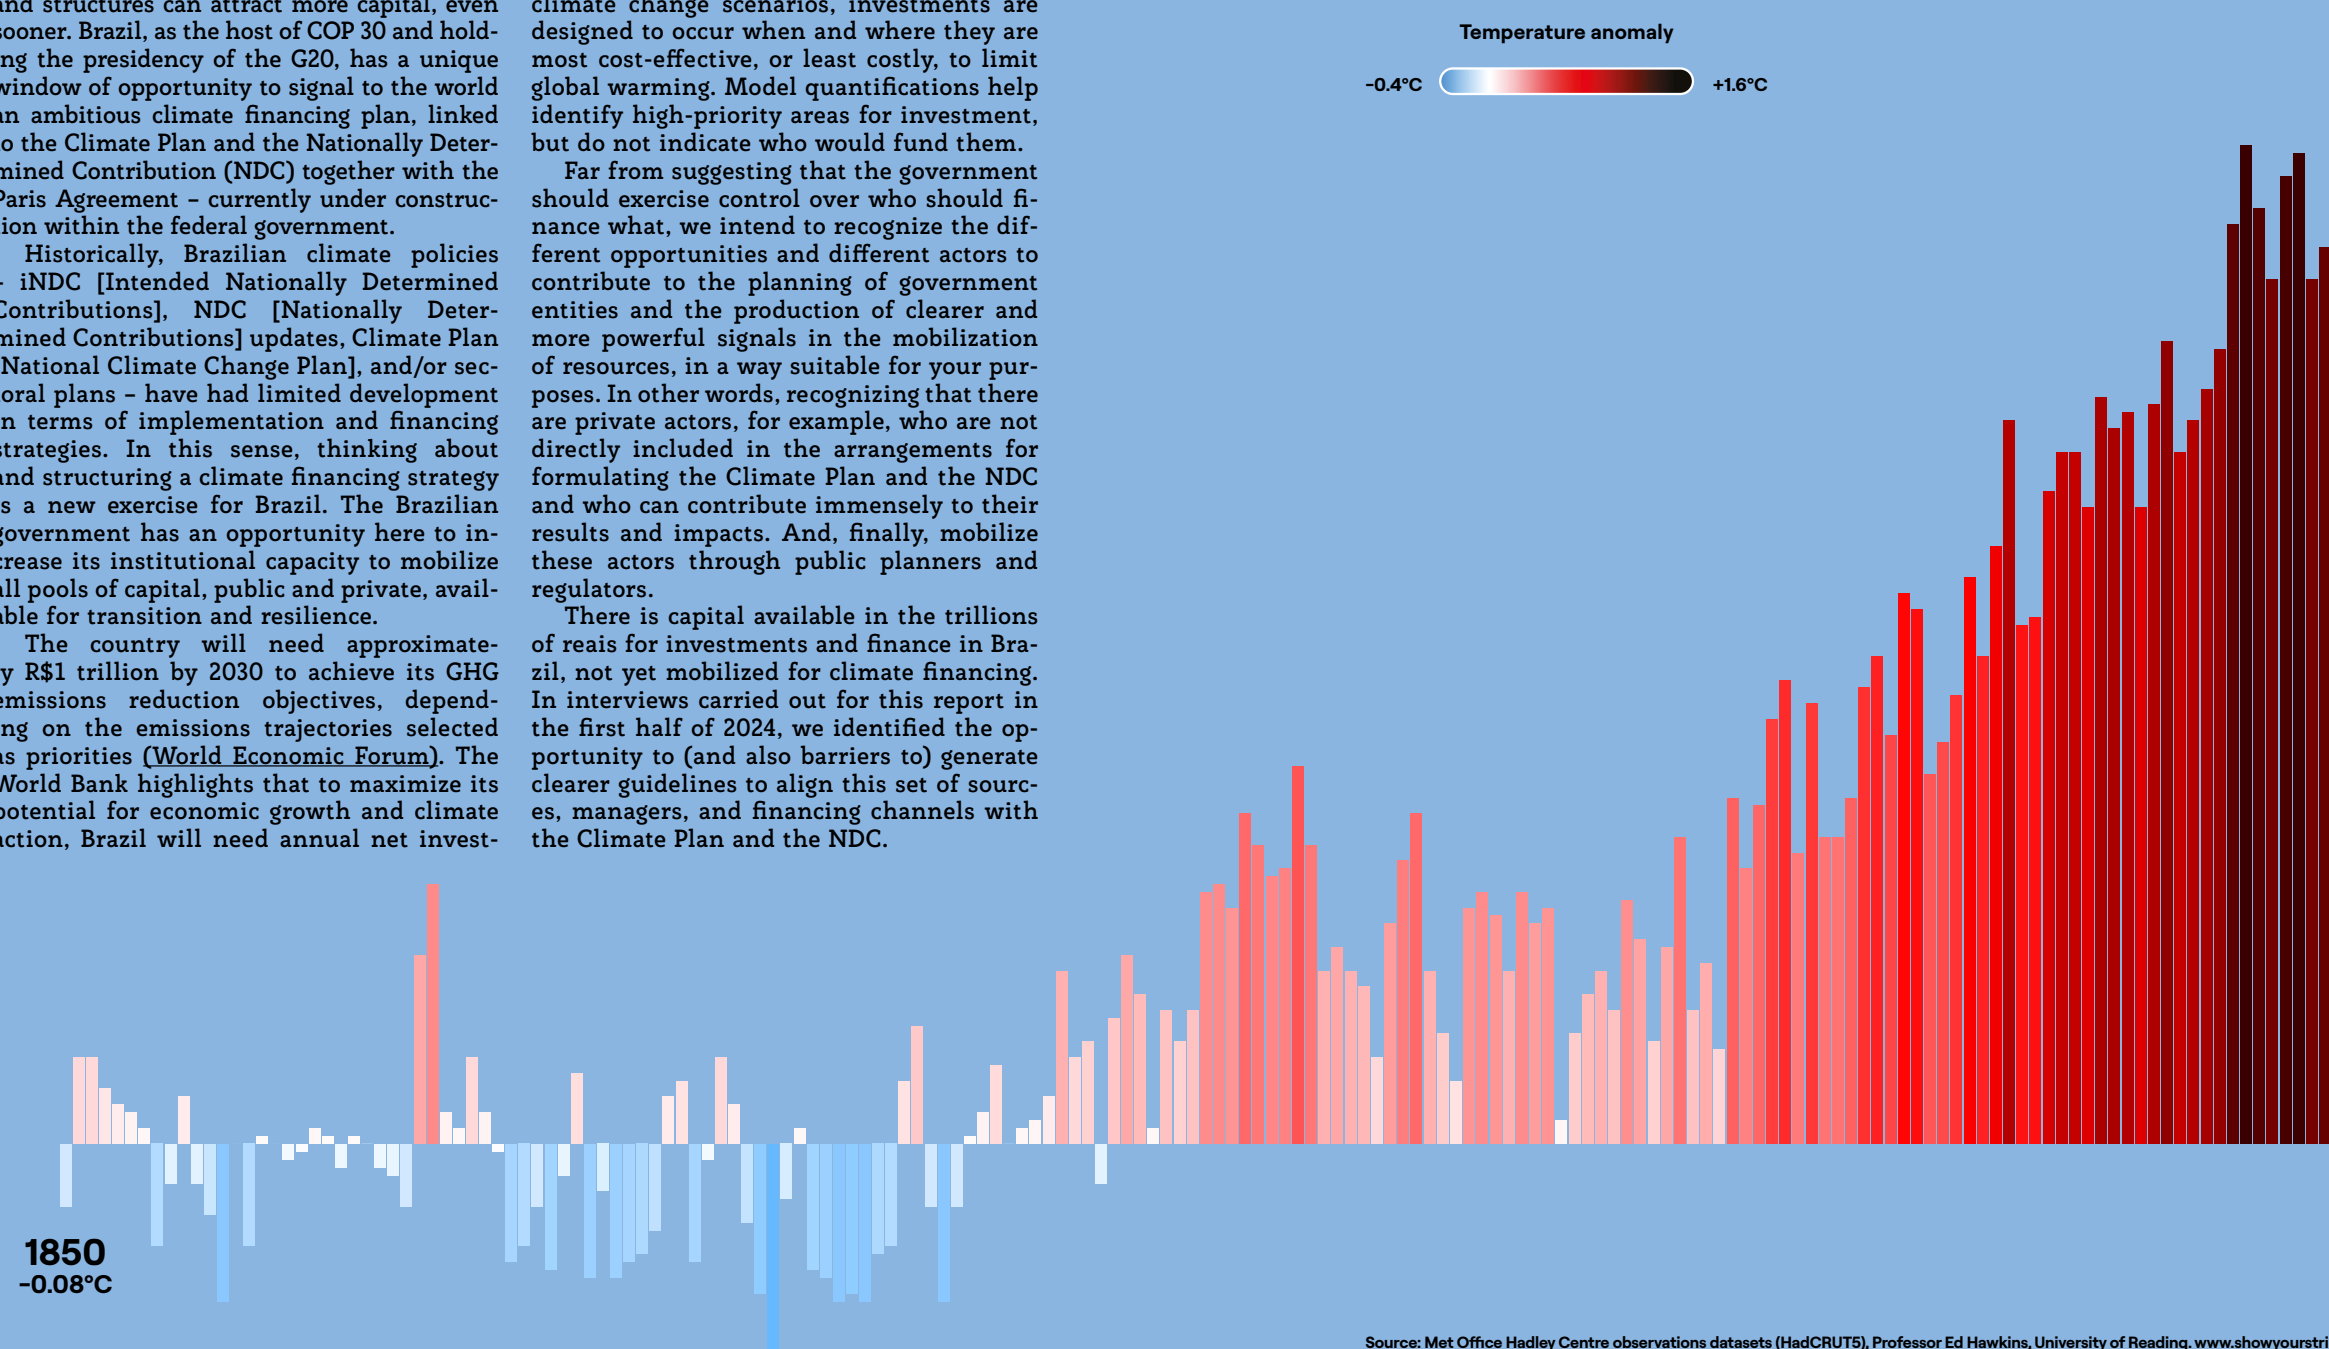 and structures can attract more capital, even
sooner. Brazil, as the host of COP 30 and hold-
ing the presidency of the G20, has a unique
window of opportunity to signal to the world
an ambitious climate financing plan, linked
to the Climate Plan and the Nationally Deter-
mined Contribution (NDC) together with the
Paris Agreement – currently under construc-
tion within the federal government.
Historically, Brazilian climate policies
– iNDC [Intended Nationally Determined
Contributions], NDC [Nationally Deter-
mined Contributions] updates, Climate Plan
[National Climate Change Plan], and/or sec-
toral plans – have had limited development
in terms of implementation and financing
strategies. In this sense, thinking about
and structuring a climate financing strategy
is a new exercise for Brazil. The Brazilian
government has an opportunity here to in-
crease its institutional capacity to mobilize
all pools of capital, public and private, avail-
able for transition and resilience.
The country will need approximate-
ly R$1 trillion by 2030 to achieve its GHG
emissions reduction objectives, depend-
ing on the emissions trajectories selected
as priorities (World Economic Forum). The
World Bank highlights that to maximize its
potential for economic growth and climate
action, Brazil will need annual net invest-
climate change scenarios, investments are
designed to occur when and where they are
most cost-effective, or least costly, to limit
global warming. Model quantifications help
identify high-priority areas for investment,
but do not indicate who would fund them.
Far from suggesting that the government
should exercise control over who should fi-
nance what, we intend to recognize the dif-
ferent opportunities and different actors to
contribute to the planning of government
entities and the production of clearer and
more powerful signals in the mobilization
of resources, in a way suitable for your pur-
poses. In other words, recognizing that there
are private actors, for example, who are not
directly included in the arrangements for
formulating the Climate Plan and the NDC
and who can contribute immensely to their
results and impacts. And, finally, mobilize
these actors through public planners and
regulators.
There is capital available in the trillions
of reais for investments and finance in Bra-
zil, not yet mobilized for climate financing.
In interviews carried out for this report in
the first half of 2024, we identified the op-
portunity to (and also barriers to) generate
clearer guidelines to align this set of sourc-
es, managers, and financing channels with
the Climate Plan and the NDC.
Temperature anomaly
-0.4°C +1.6°C
1850
-0.08°C
Source: Met Office Hadley Centre observations datasets (HadCRUT5), Professor Ed Hawkins, University of Reading. www.showyourstri